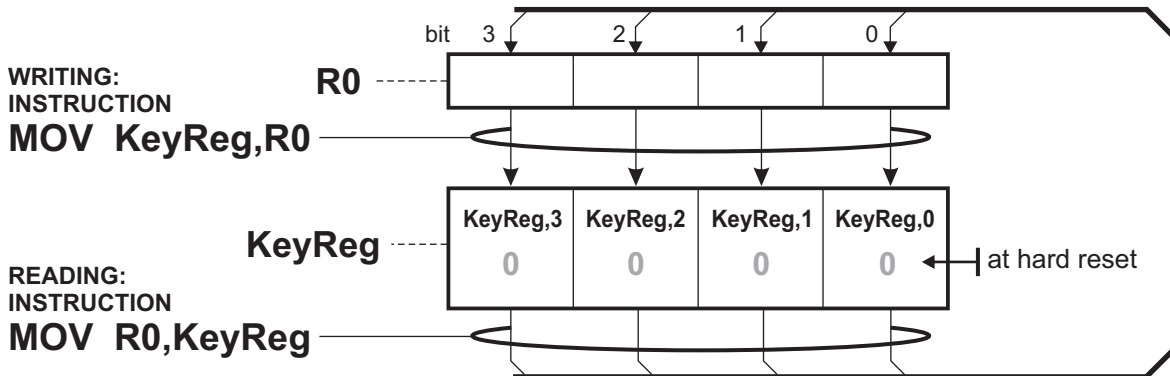 bit 3 2 1 0
WRITING:
INSTRUCTION
R0
MOV KeyReg,R0
KeyReg,3 KeyReg,2 KeyReg,1 KeyReg,0
KeyReg
0 0 0 0 at hard reset
READING:
INSTRUCTION
MOV R0,KeyReg